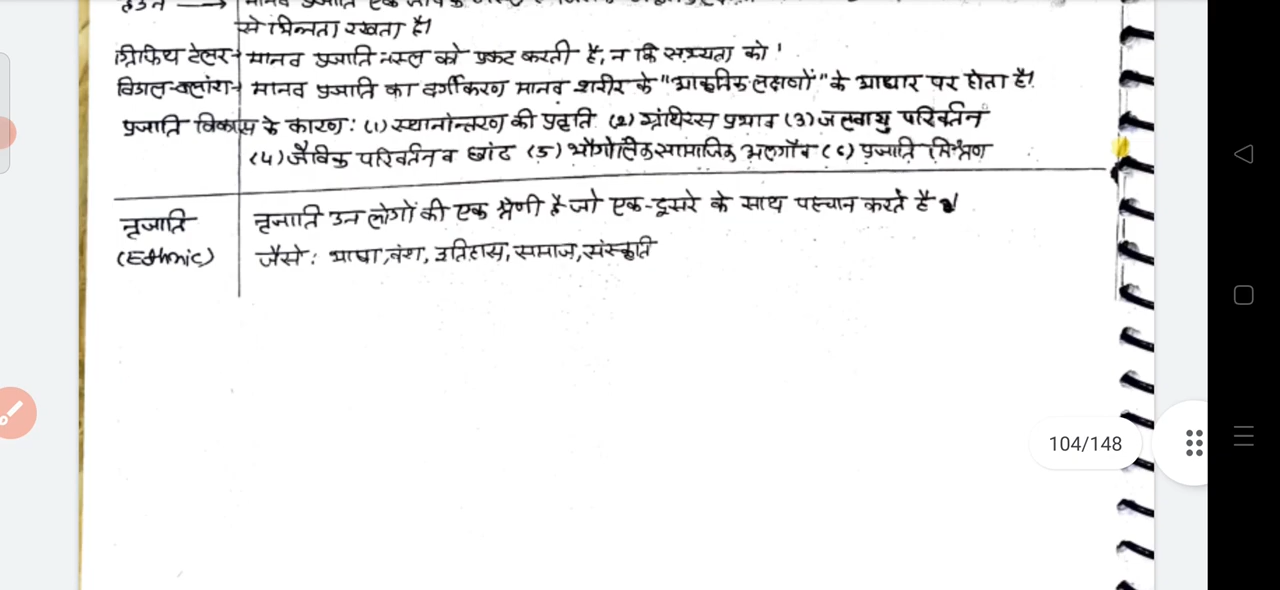 से भिन्नता रखता है।
ग्रिफिथ टेलर→ मानव प्रजाति नस्ल को प्रकट करती है, न कि सभ्यता को।
मानव प्रजाति का वर्गीकरण मानव शरीर के "आकृतिक लक्षणों" के आधार पर होता है।
प्रजाति विकास के कारण: (1) स्थानान्तरण की प्रवृति (2) ग्रंथिरस प्रभाव (3) जलवायु परिवर्तन
(4) जैविक परिवर्तन व छांट (5) भौगोलिक सामाजिक अलगाँव (6) प्रजाति मिश्रण
नृजाति
(Ethnic)
नृजाति उन लोगों की एक श्रेणी है जो एक-दूसरे के साथ पहचान करते है।
जैसे: भाषा, वंश, इतिहास, समाज, संस्कृति
104/148